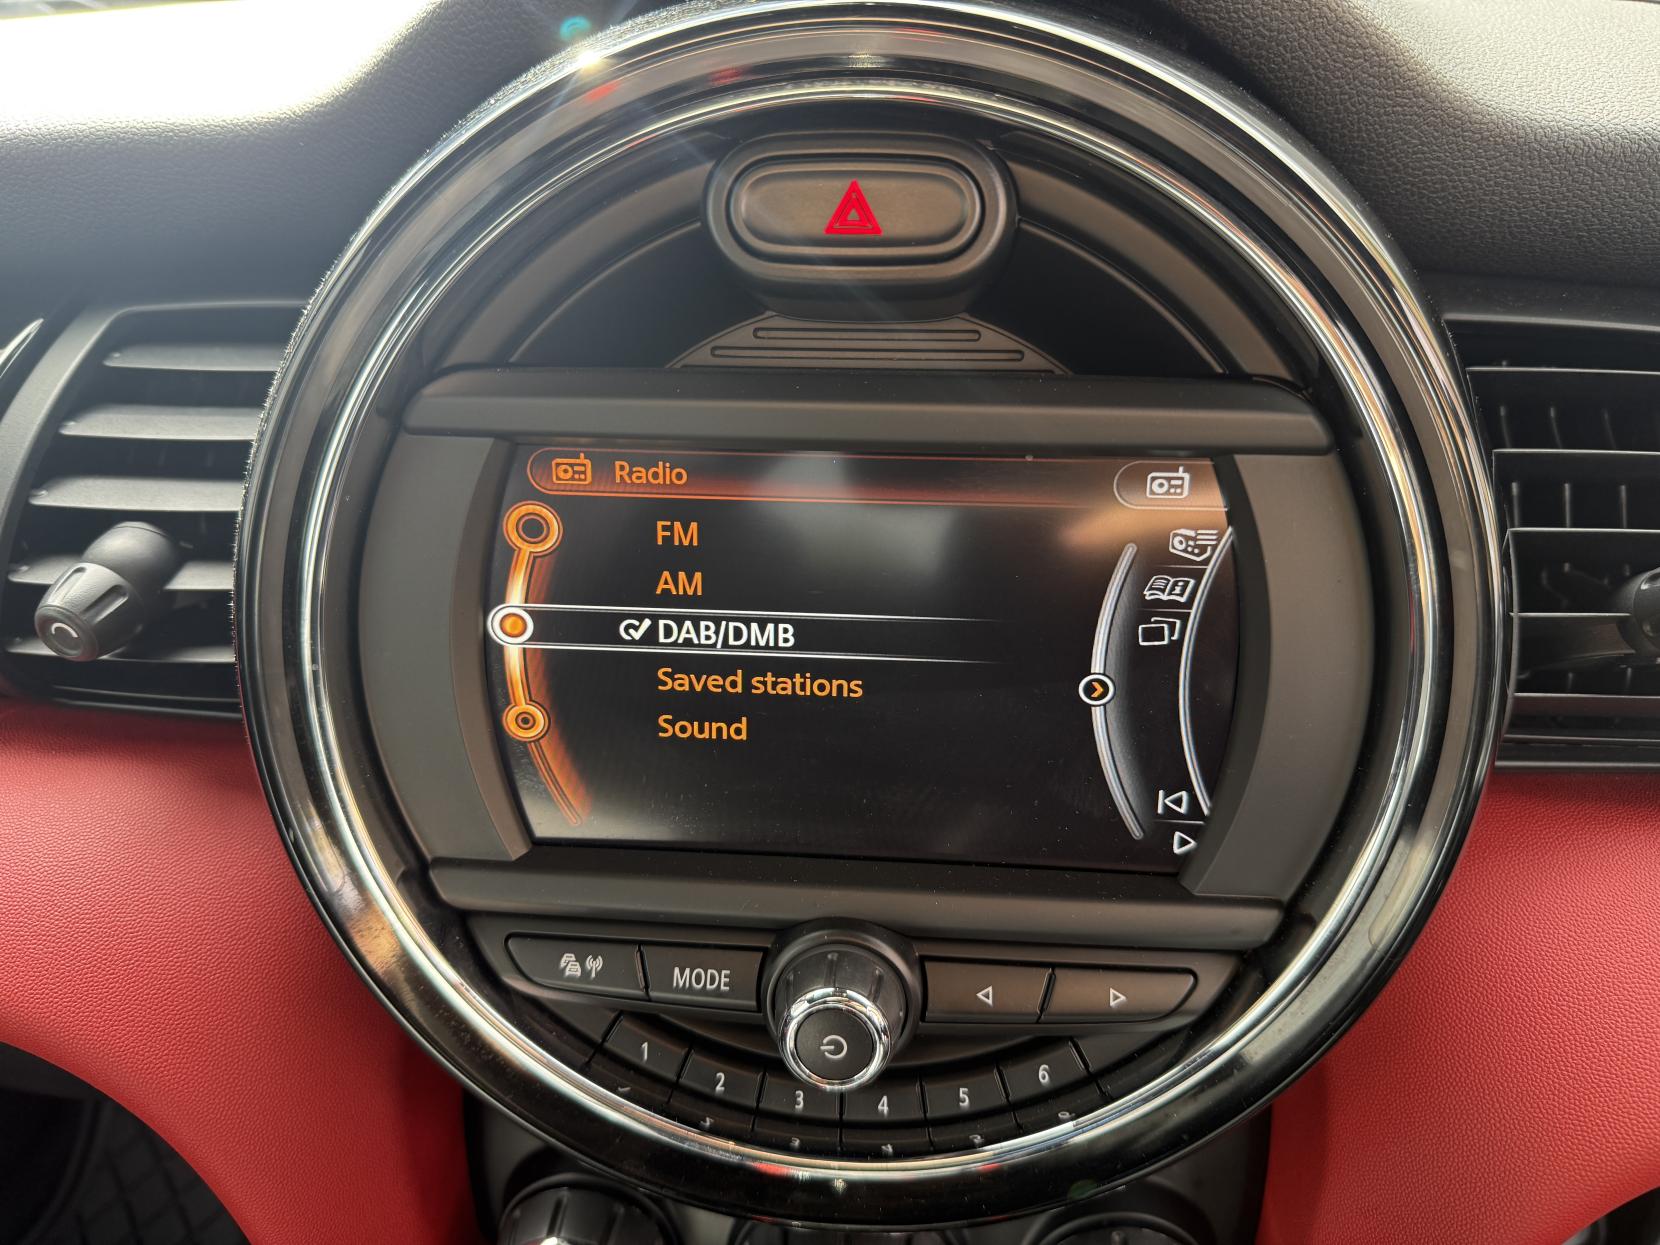 Radio
FM
AM
DAB/DMB
Saved stations
Sound
MODE
1
2
3
4
5
6